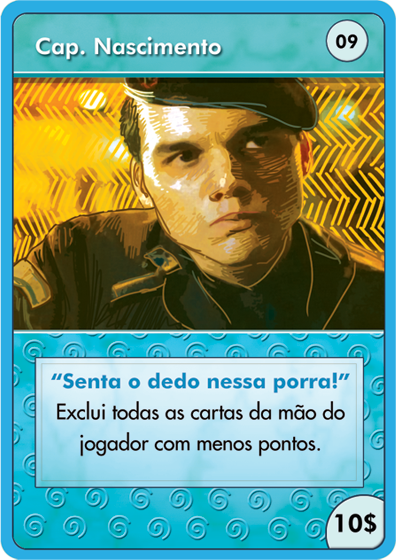 Cap. Nascimento
09
“Senta o dedo nessa porra!”
Exclui todas as cartas da mão do
jogador com menos pontos.
10$